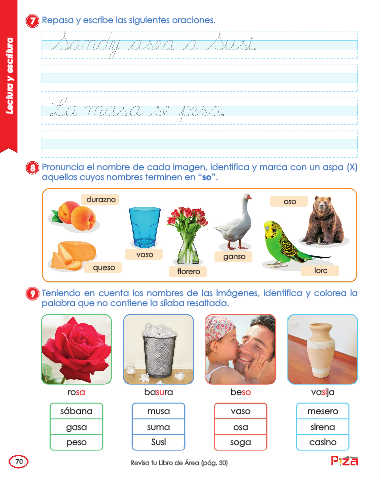 Lectura y escritura
7 Repasa y escribe las siguientes oraciones.
Sandy asea a Susi.
La masa se pesa.
8 Pronuncia el nombre de cada imagen, identifica y marca con un aspa (X)
aquellas cuyos nombres terminen en “so”.
durazno
oso
vaso
ganso
queso
florero
loro
9 Teniendo en cuenta los nombres de las imágenes, identifica y colorea la
palabra que no contiene la sílaba resaltada.
rosa basura beso vasija
sábana musa vaso mesero
gasa suma osa sirena
peso Susi soga casino
70
Revisa tu Libro de Área (pág. 30)